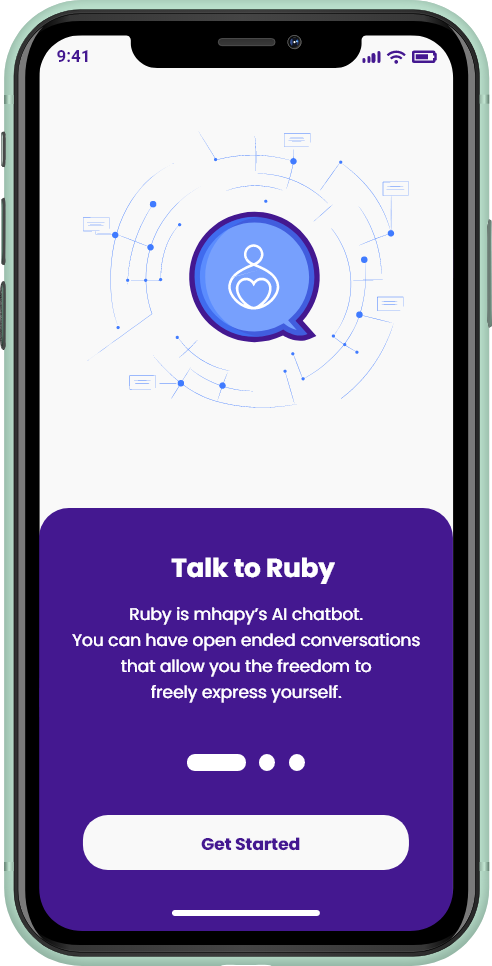 9:41
Talk to Ruby
Ruby is mhapy’s AI chatbot.
You can have open ended conversations
that allow you the freedom to
freely express yourself.
Get Started